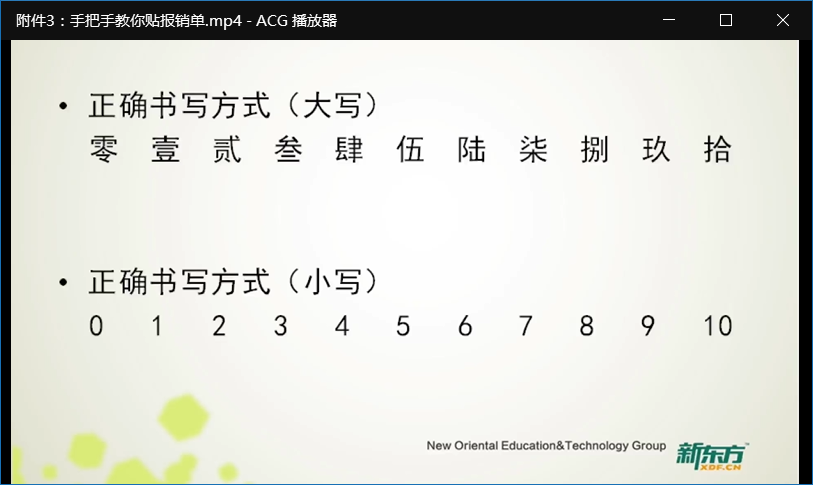 附件3：手把手教你贴报销单.mp4 - ACG 播放器
• 正确书写方式（大写）
零 壹 贰 叁 肆 伍 陆 柒 捌 玖 拾
• 正确书写方式（小写）
0 1 2 3 4 5 6 7 8 9 10
New Oriental Education&Technology Group
新东方™
XDF.CN